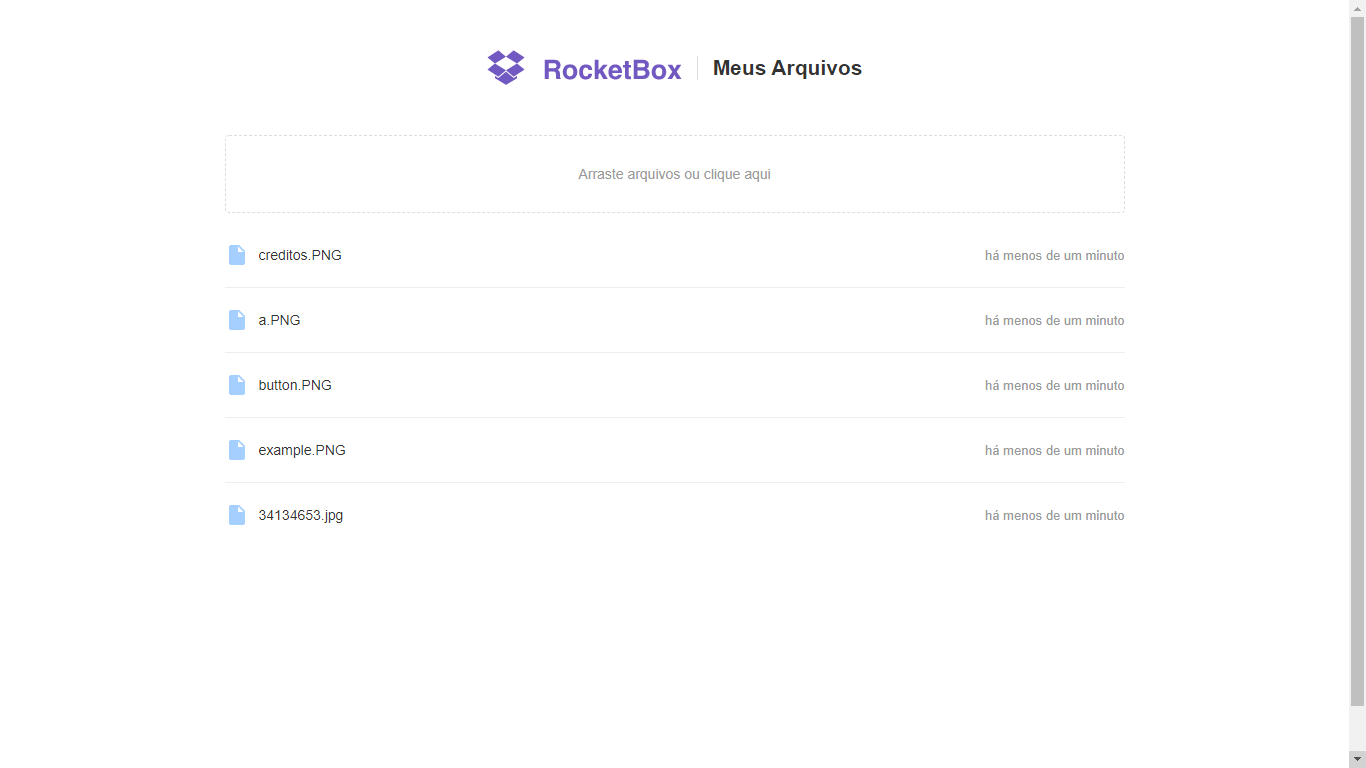 RocketBox Meus Arquivos
Arraste arquivos ou clique aqui
creditos.PNG há menos de um minuto
a.PNG há menos de um minuto
button.PNG há menos de um minuto
example.PNG há menos de um minuto
34134653.jpg há menos de um minuto